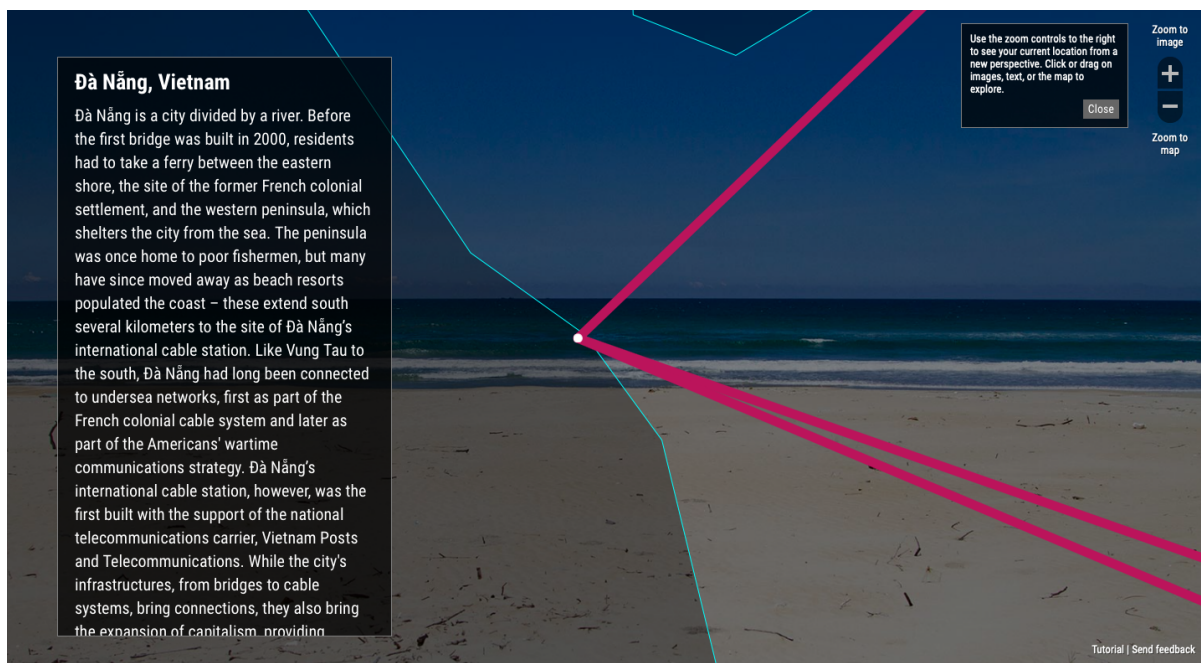 Đà Nẵng, Vietnam
Đà Nẵng is a city divided by a river. Before
the first bridge was built in 2000, residents
had to take a ferry between the eastern
shore, the site of the former French colonial
settlement, and the western peninsula, which
shelters the city from the sea. The peninsula
was once home to poor fishermen, but many
have since moved away as beach resorts
populated the coast – these extend south
several kilometers to the site of Đà Nẵng's
international cable station. Like Vung Tau to
the south, Đà Nẵng had long been connected
to undersea networks, first as part of the
French colonial cable system and later as
part of the Americans' wartime
communications strategy. Đà Nẵng's
international cable station, however, was the
first built with the support of the national
telecommunications carrier, Vietnam Posts
and Telecommunications. While the city's
infrastructures, from bridges to cable
systems, bring connections, they also bring
the expansion of capitalism, providing
Use the zoom controls to the right
to see your current location from a
new perspective. Click or drag on
images, text, or the map to
explore.
Close
Zoom to
image
+
−
Zoom to
map
Tutorial | Send feedback